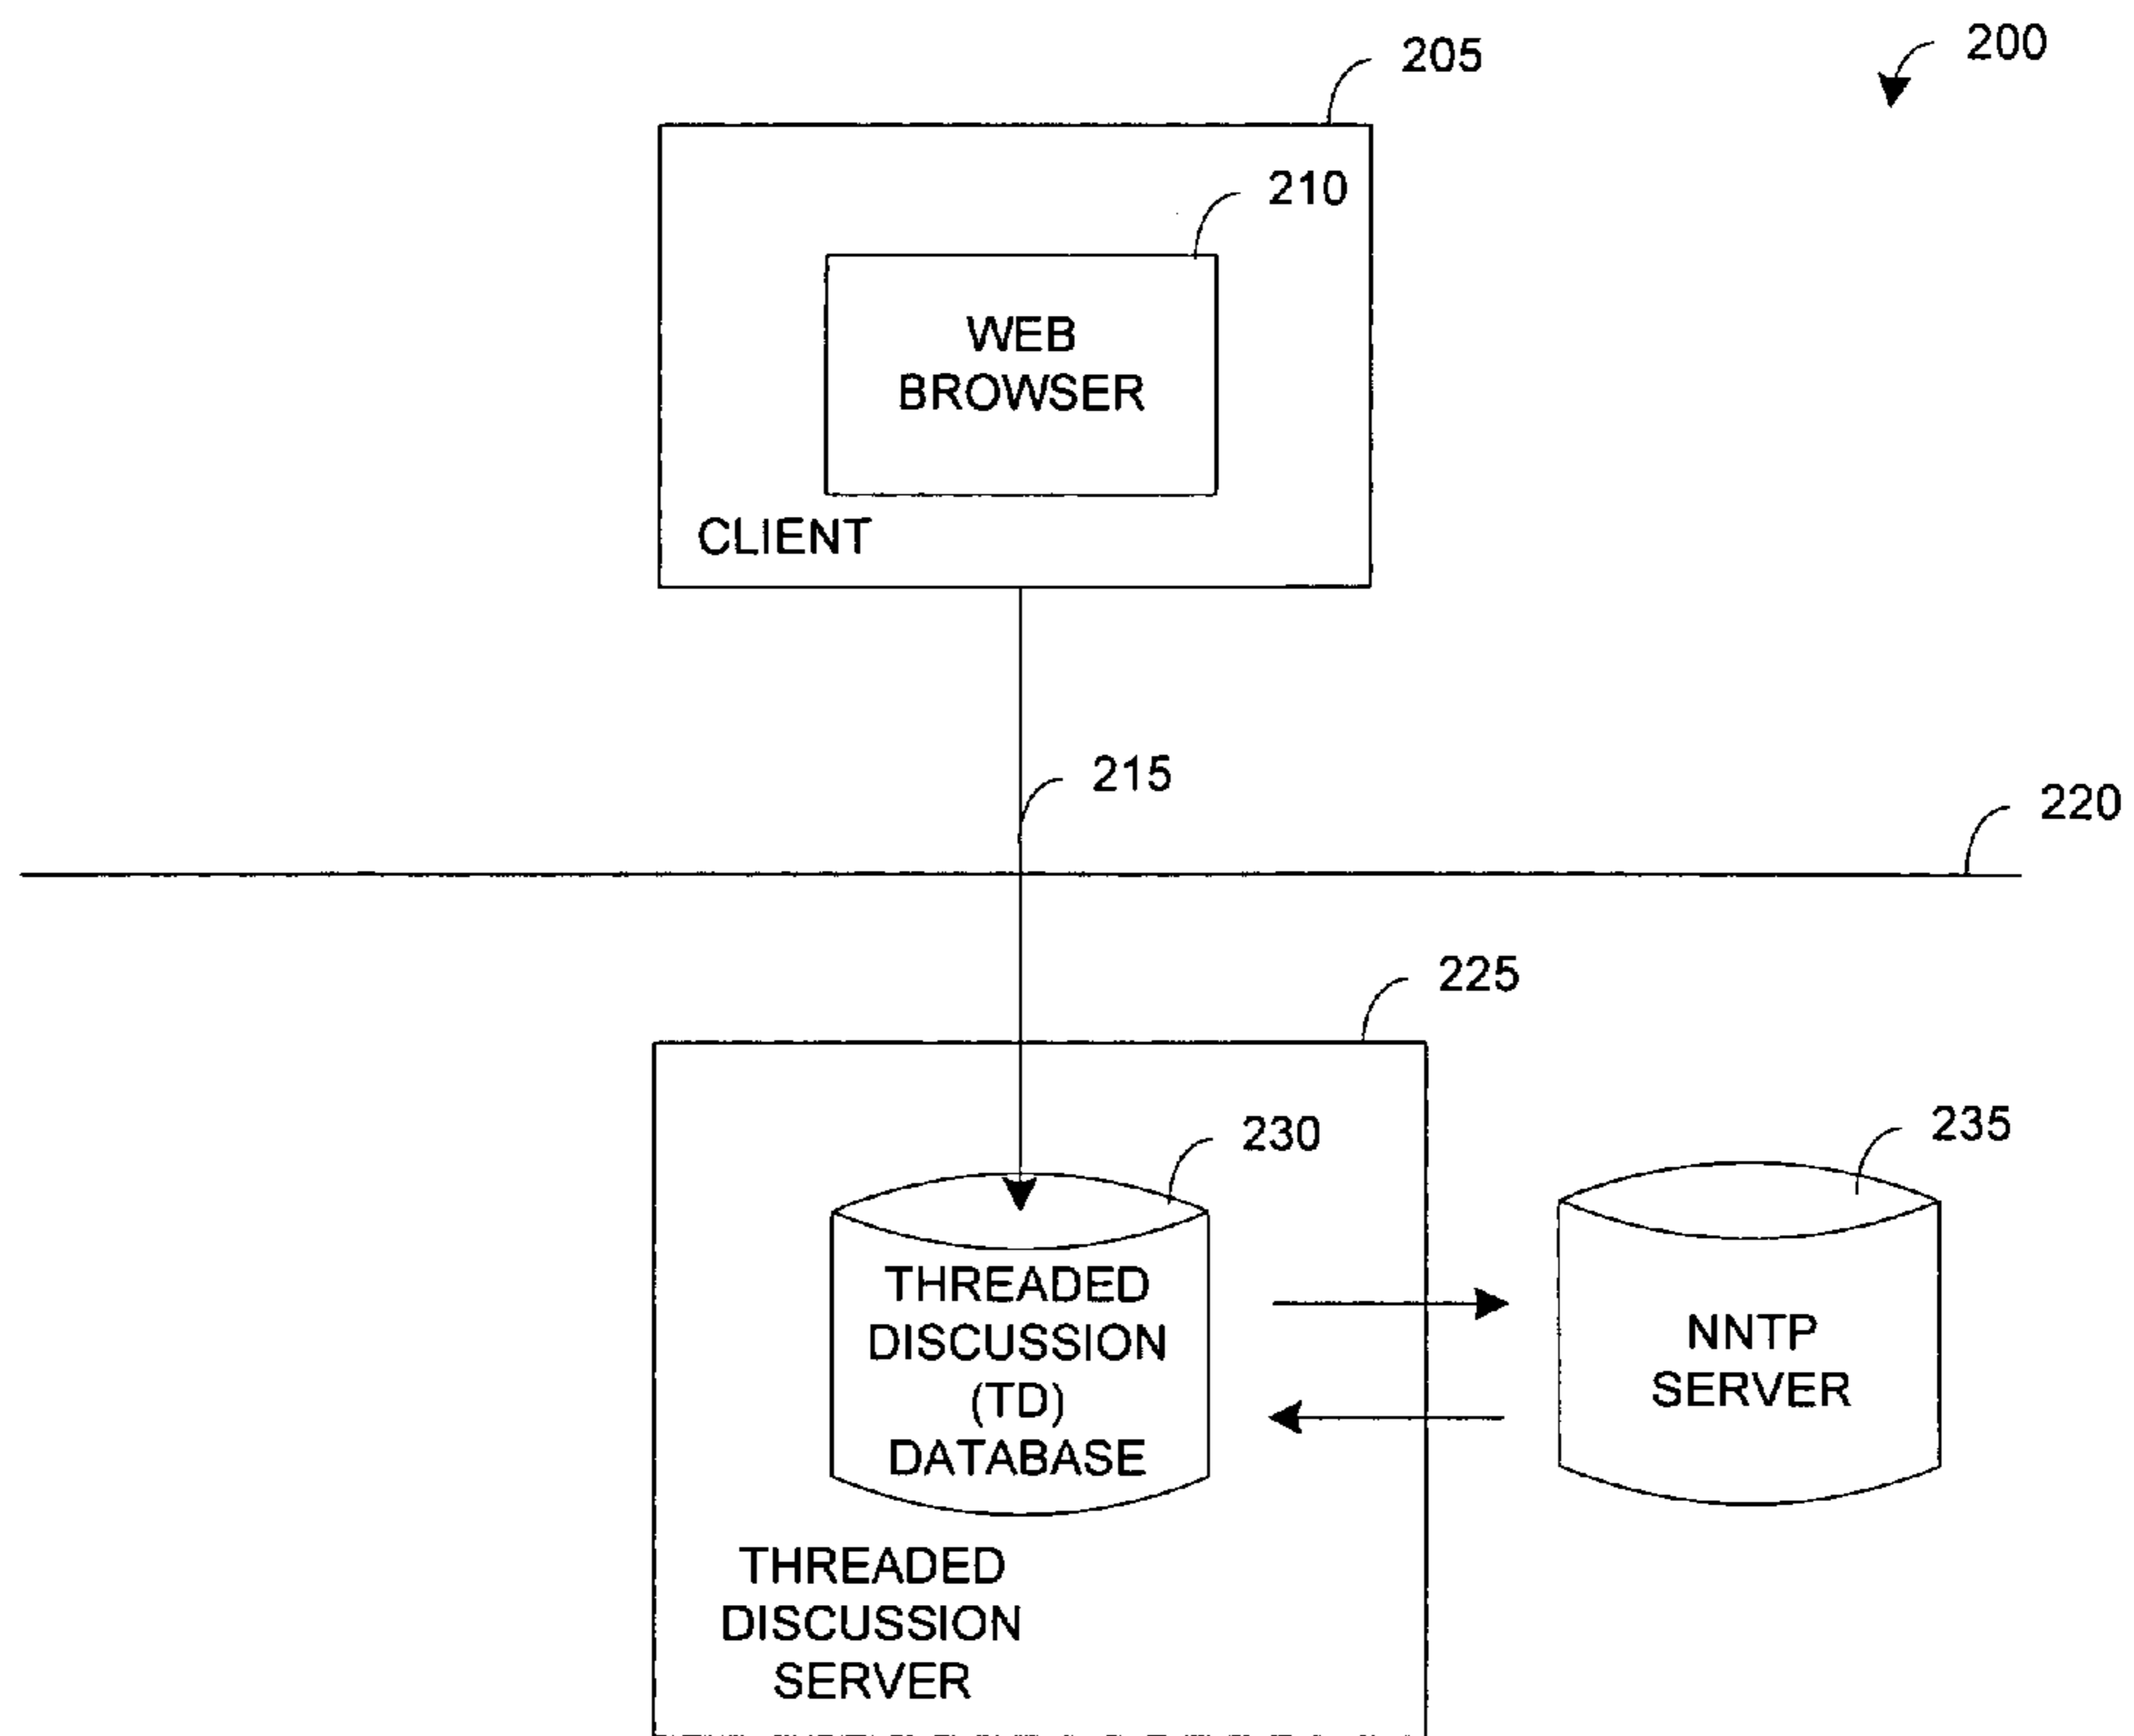 200
205
210
WEB
BROWSER
CLIENT
215
220
225
230
235
THREADED
DISCUSSION
(TD)
DATABASE
NNTP
SERVER
THREADED
DISCUSSION
SERVER